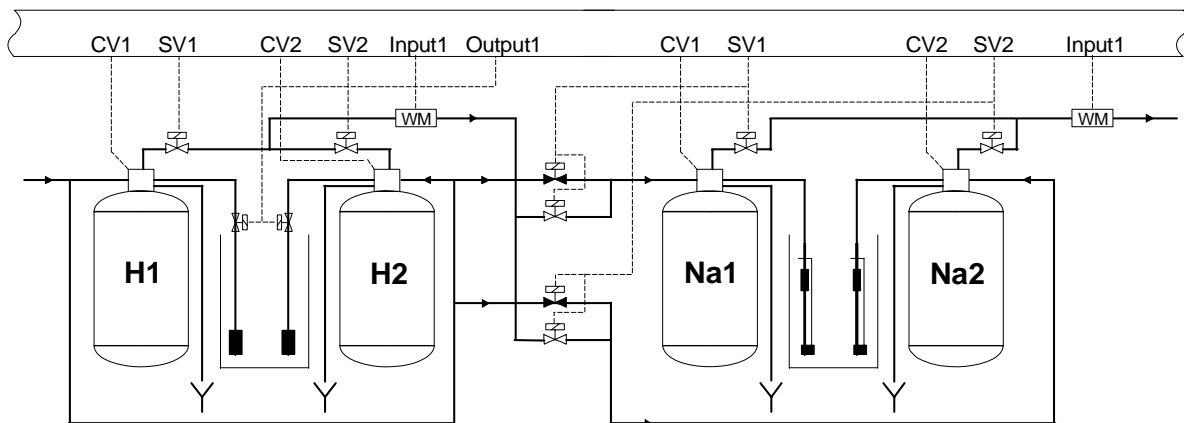 CV1 SV1 CV2 SV2 Input1 Output1 CV1 SV1 CV2 SV2 Input1
WM WM
H1 H2 Na1 Na2